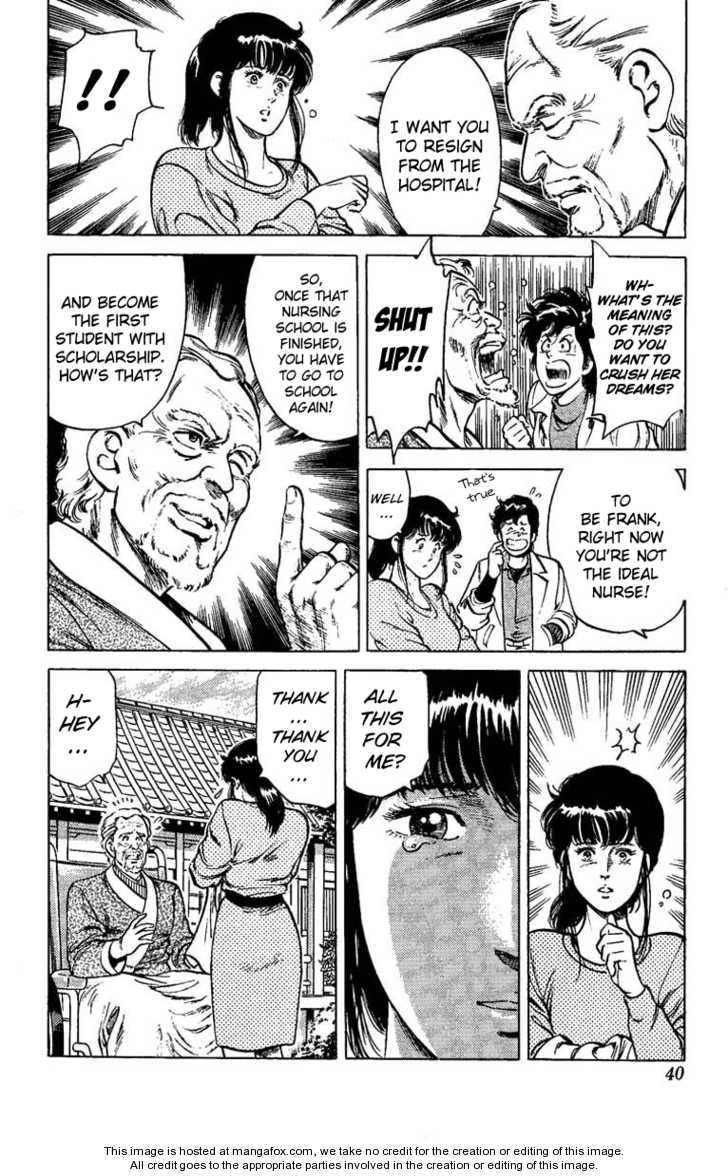 I WANT YOU
TO RESIGN
FROM THE
HOSPITAL!
!!
WH-
WHAT'S THE
MEANING
OF THIS?
DO YOU
WANT TO
CRUSH HER
DREAMS?
SHUT
UP!!
TO
BE FRANK,
RIGHT NOW
YOU'RE NOT
THE IDEAL
NURSE!
That's
true
WELL
...
SO,
ONCE THAT
NURSING
SCHOOL IS
FINISHED,
YOU HAVE
TO GO TO
SCHOOL
AGAIN!
AND BECOME
THE FIRST
STUDENT WITH
SCHOLARSHIP.
HOW'S THAT?
ALL
THIS
FOR
ME?
THANK
...
THANK
YOU
...
H-
HEY
...
40
This image is hosted at mangafox.com, we take no credit for the creation or editing of this image.
All credit goes to the appropriate parties involved in creation or editing of this image.